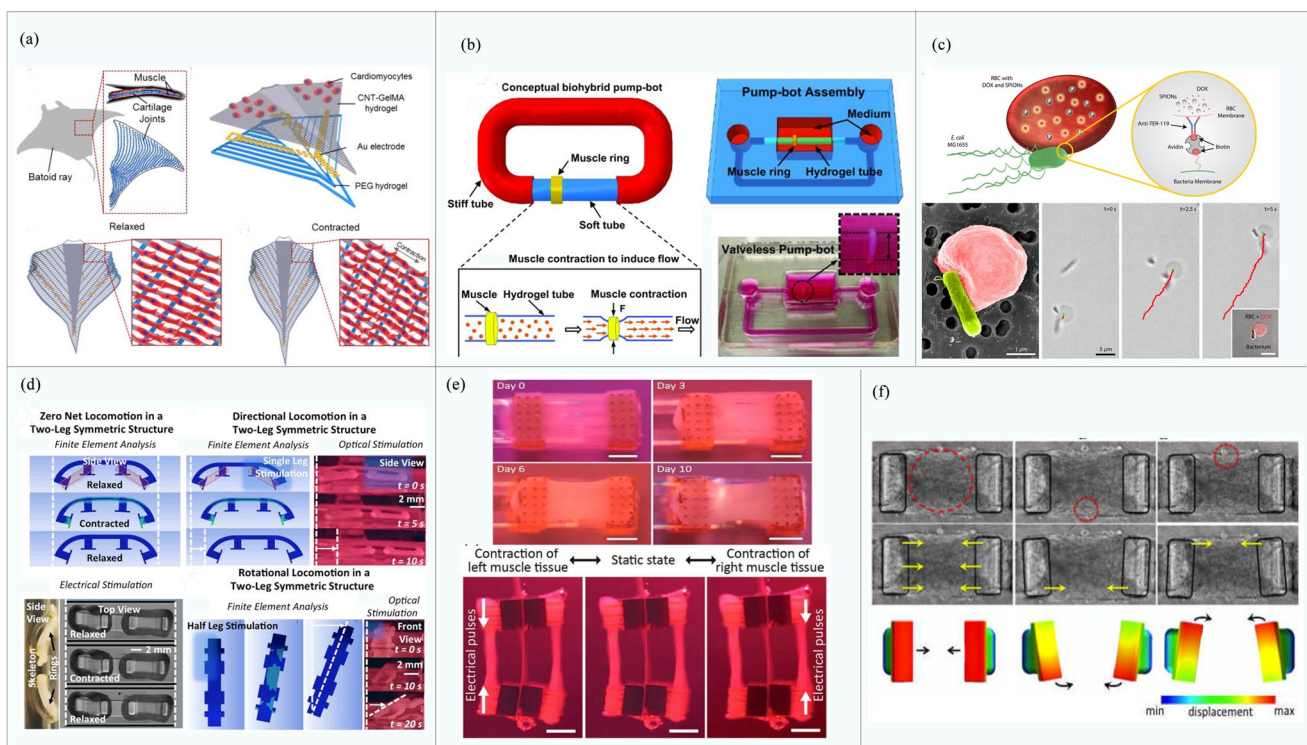 (a)
Muscle
Cartilage
Joints
Batoid ray
Cardiomyocytes
CNT-GelMA
hydrogel
Au electrode
PEG hydrogel
Relaxed
Contracted
Contraction
(b)
Conceptual biohybrid pump-bot
Muscle ring
Stiff tube
Soft tube
Muscle contraction to induce flow
Muscle
Hydrogel tube
Muscle contraction
F
Flow
Pump-bot Assembly
Medium
Muscle ring
Hydrogel tube
Valveless Pump-bot
(c)
RBC with
DOX and SPIONs
E. coli
MG1655
SPIONs
DOX
RBC
Membrane
Anti-TER-119
Avidin
Biotin
Bacteria Membrane
1 µm
t=0 s
5 µm
t=2.5 s
t=5 s
RBC + DOX
Bacterium
(d)
Zero Net Locomotion in a
Two-Leg Symmetric Structure
Finite Element Analysis
Side View
Relaxed
Contracted
Relaxed
Directional Locomotion in a
Two-Leg Symmetric Structure
Finite Element Analysis
Optical Stimulation
Single Leg
Stimulation
Side View
t = 0 s
2 mm
t = 5 s
t = 10 s
Electrical Stimulation
Side
View
Skeleton
Rings
Top View
Relaxed
2 mm
Contracted
Relaxed
Rotational Locomotion in a
Two-Leg Symmetric Structure
Finite Element Analysis
Optical
Stimulation
Half Leg Stimulation
Front
View
t = 0 s
2 mm
t = 10 s
t = 20 s
(e)
Day 0
Day 3
Day 6
Day 10
Contraction of
left muscle tissue
Static state
Contraction of
right muscle tissue
Electrical pulses
Electrical pulses
(f)
min
displacement
max